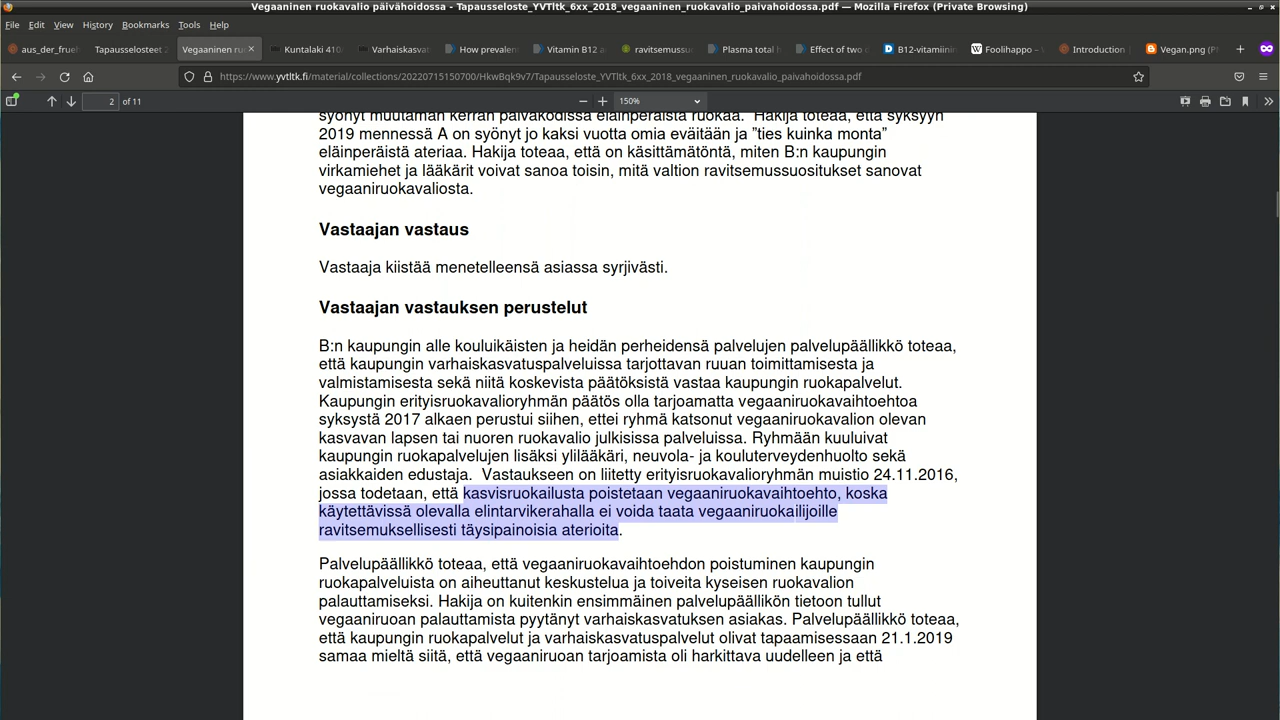 Vegaaninen ruokavalio päivähoidossa - Tapausseloste_YVTltk_6xx_2018_vegaaninen_ruokavalio_paivahoidossa.pdf — Mozilla Firefox (Private Browsing)
File Edit View History Bookmarks Tools Help
aus_der_frueh Tapausselosteet Vegaaninen ru Kuntalaki 410 Varhaiskasvat How prevalent Vitamin B12 a ravitsemussu Plasma total Effect of two B12-vitamiini Foolihappo – Introduction Vegan.png (P
https://www.yvtltk.fi/material/collections/20220715150700/HkwBqk9v7/Tapausseloste_YVTltk_6xx_2018_vegaaninen_ruokavalio_paivahoidossa.pdf
2 of 11 150%
syönyt muutaman kerran päiväkodissa eläinperäistä ruokaa. Hakija toteaa, että syksyyn
2019 mennessä A on syönyt jo kaksi vuotta omia eväitään ja ”ties kuinka monta”
eläinperäistä ateriaa. Hakija toteaa, että on käsittämätöntä, miten B:n kaupungin
virkamiehet ja lääkärit voivat sanoa toisin, mitä valtion ravitsemussuositukset sanovat
vegaaniruokavaliosta.
Vastaajan vastaus
Vastaaja kiistää menetelleensä asiassa syrjivästi.
Vastaajan vastauksen perustelut
B:n kaupungin alle kouluikäisten ja heidän perheidensä palvelujen palvelupäällikkö toteaa,
että kaupungin varhaiskasvatuspalveluissa tarjottavan ruuan toimittamisesta ja
valmistamisesta sekä niitä koskevista päätöksistä vastaa kaupungin ruokapalvelut.
Kaupungin erityisruokavalioryhmän päätös olla tarjoamatta vegaaniruokavaihtoehtoa
syksystä 2017 alkaen perustui siihen, ettei ryhmä katsonut vegaaniruokavalion olevan
kasvavan lapsen tai nuoren ruokavalio julkisissa palveluissa. Ryhmään kuuluivat
kaupungin ruokapalvelujen lisäksi ylilääkäri, neuvola- ja kouluterveydenhuolto sekä
asiakkaiden edustaja. Vastaukseen on liitetty erityisruokavalioryhmän muistio 24.11.2016,
jossa todetaan, että kasvisruokailusta poistetaan vegaaniruokavaihtoehto, koska
käytettävissä olevalla elintarvikerahalla ei voida taata vegaaniruokailijoille
ravitsemuksellisesti täysipainoisia aterioita.
Palvelupäällikkö toteaa, että vegaaniruokavaihtoehdon poistuminen kaupungin
ruokapalveluista on aiheuttanut keskustelua ja toiveita kyseisen ruokavalion
palauttamiseksi. Hakija on kuitenkin ensimmäinen palvelupäällikön tietoon tullut
vegaaniruoan palauttamista pyytänyt varhaiskasvatuksen asiakas. Palvelupäällikkö toteaa,
että kaupungin ruokapalvelut ja varhaiskasvatuspalvelut olivat tapaamisessaan 21.1.2019
samaa mieltä siitä, että vegaaniruoan tarjoamista oli harkittava uudelleen ja että